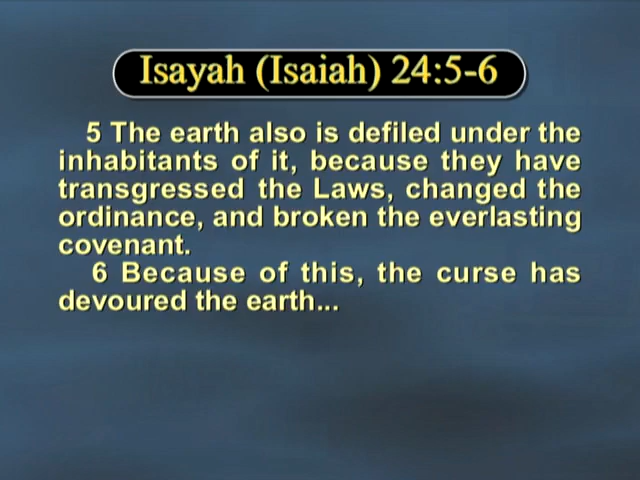 Isayah (Isaiah) 24:5-6
5 The earth also is defiled under the
inhabitants of it, because they have
transgressed the Laws, changed the
ordinance, and broken the everlasting
covenant.
6 Because of this, the curse has
devoured the earth...